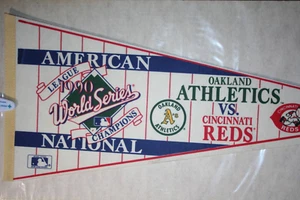 AMERICAN
LEAGUE
1990
World Series
CHAMPIONS
NATIONAL
OAKLAND
ATHLETICS
A's
OAKLAND
ATHLETICS
VS.
CINCINNATI
REDS
REDS